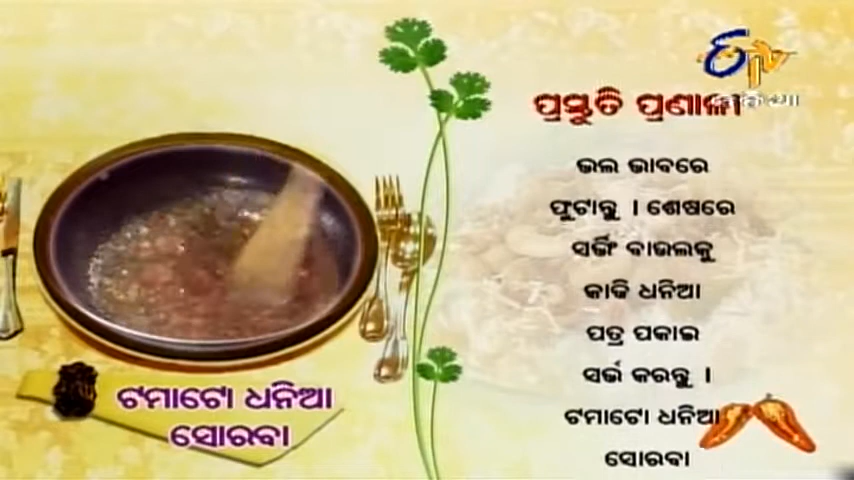 ETV
ପ୍ରସ୍ତୁତି ପ୍ରଣାଳୀ
ଭଲ ଭାବରେ
ଫୁଟାନ୍ତୁ । ଶେଷରେ
ସର୍ଭିଂ ବାଉଲକୁ
କାଢି ଧନିଆ
ପତ୍ର ପକାଇ
ସର୍ଭ କରନ୍ତୁ ।
ଟମାଟୋ ଧନିଆ
ସୋରବା
ଟମାଟୋ ଧନିଆ
ସୋରବା